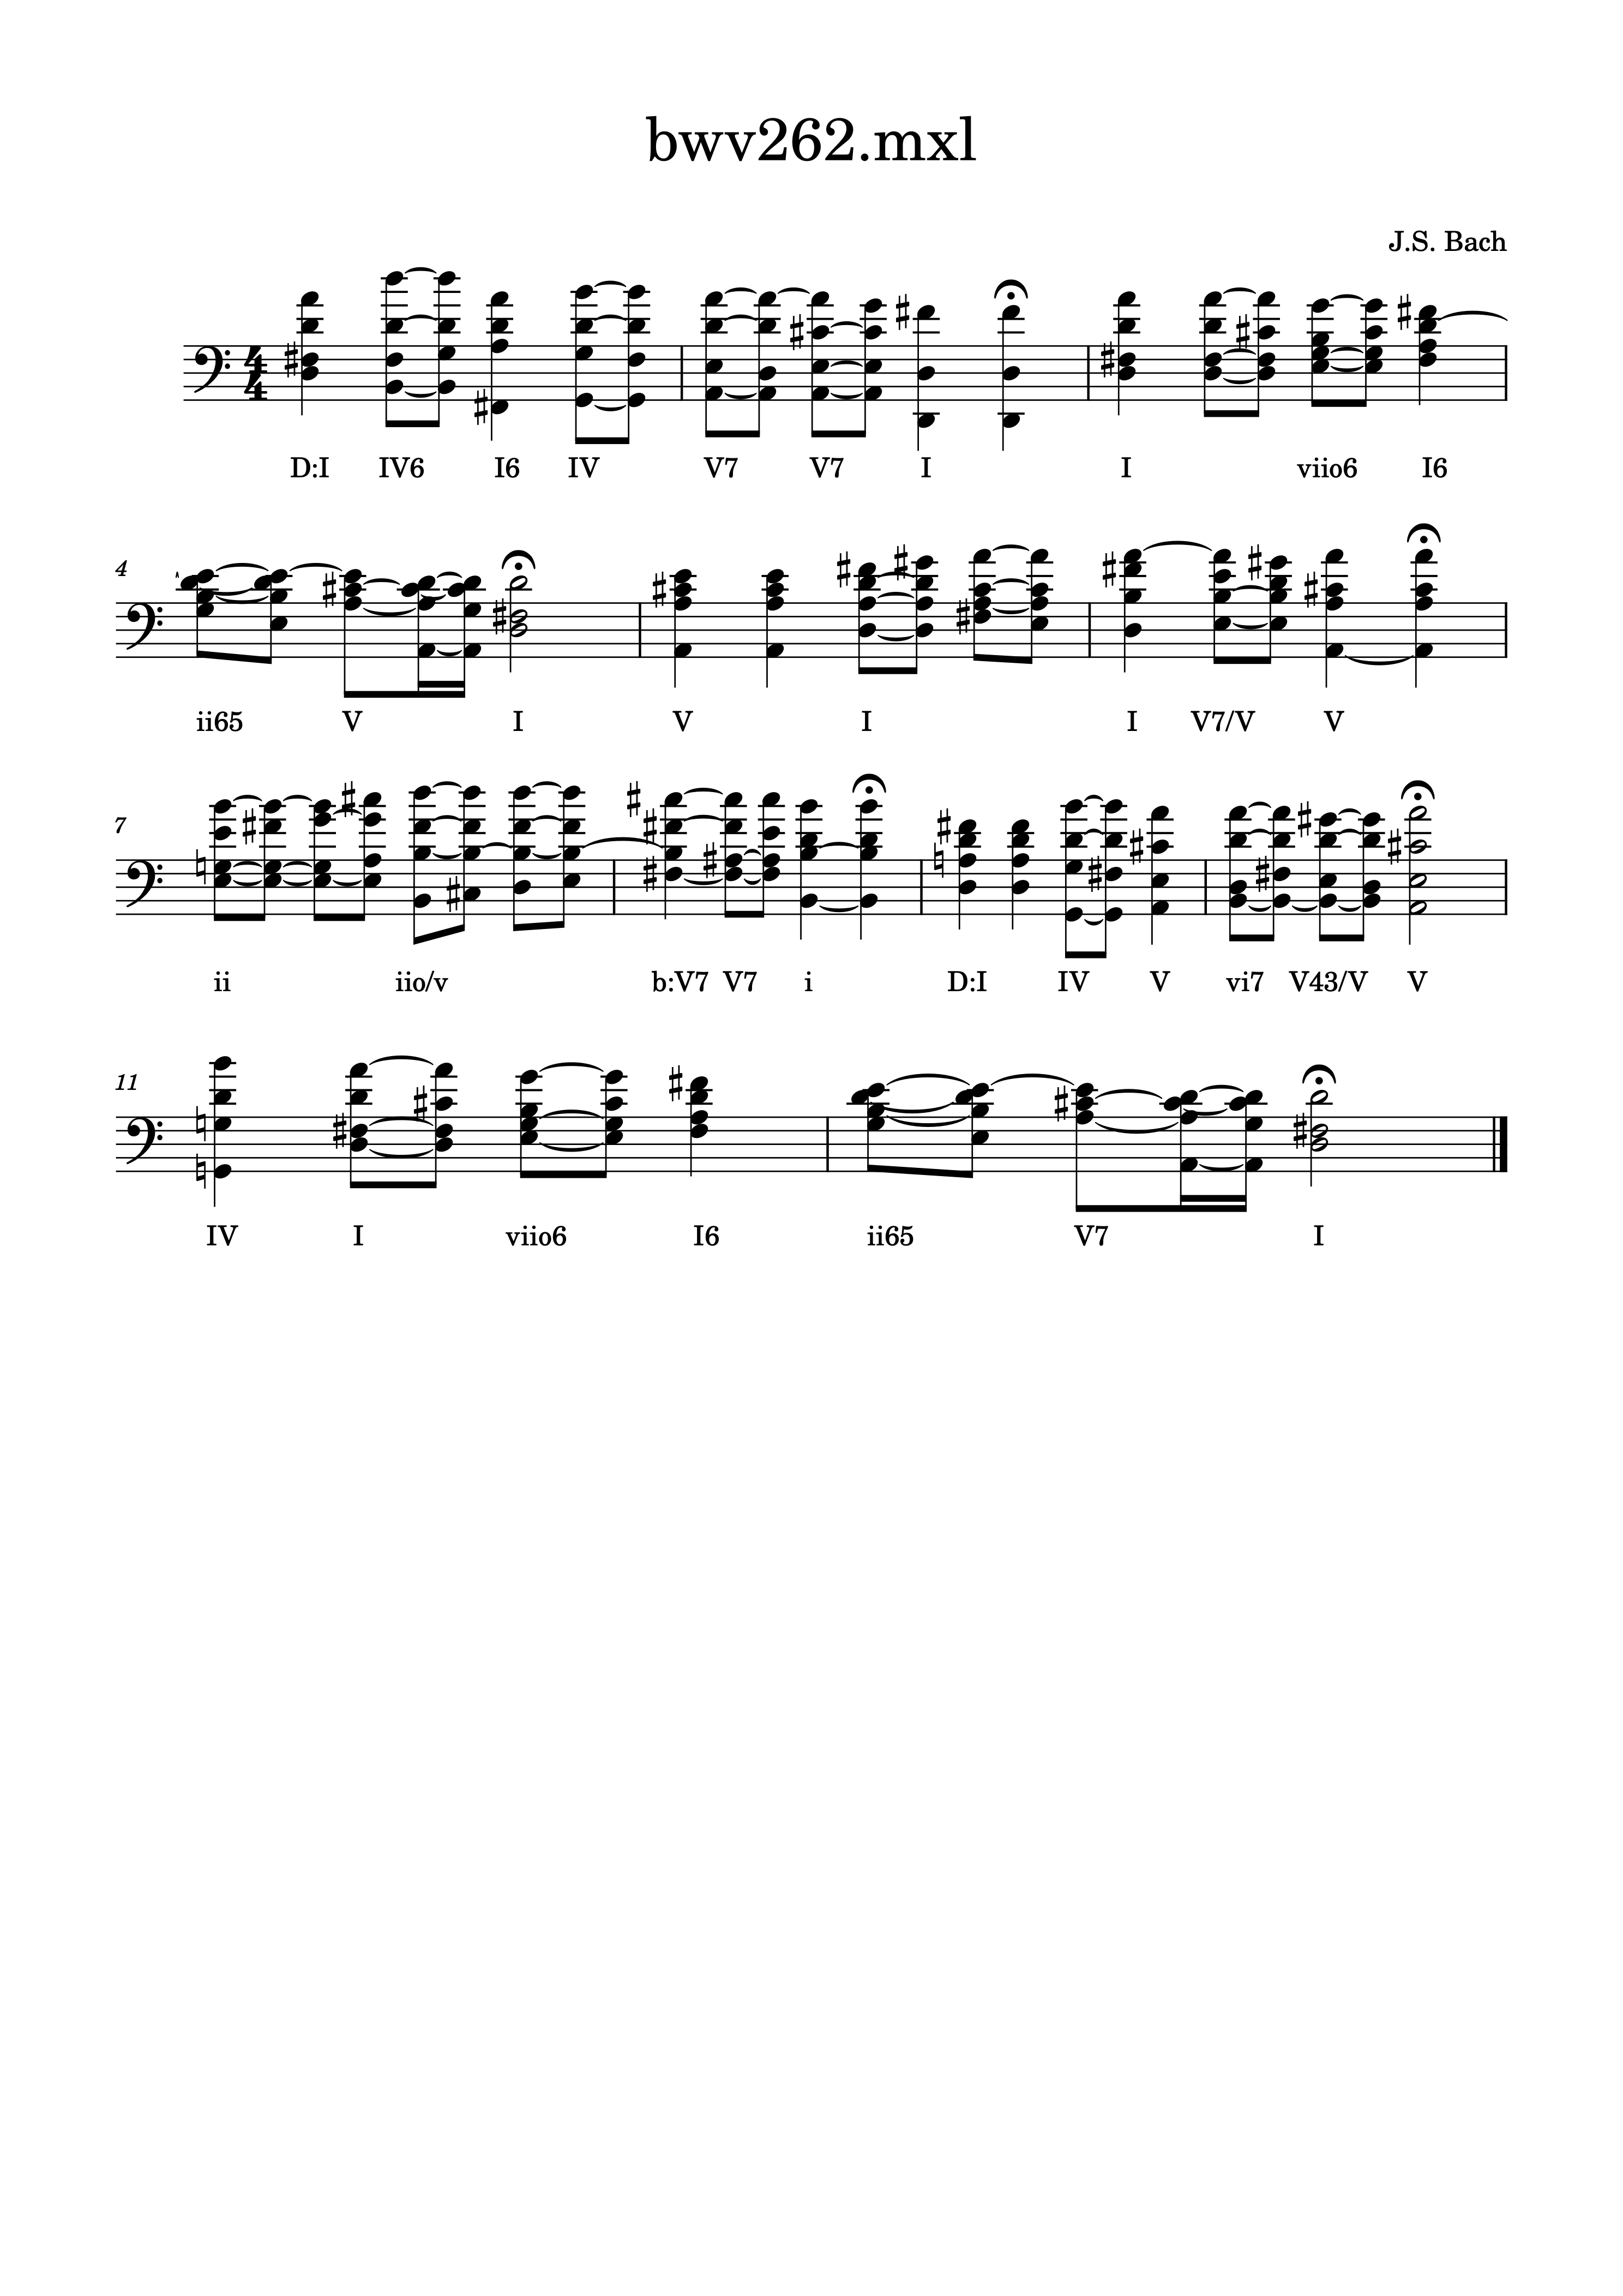 bwv262.mxl
J.S. Bach
4 4
D:I IV6 I6 IV V7 V7 I I viio6 I6
4
ii65 V I V I I V7/V V
7
ii iio/v b:V7 V7 i D:I IV V vi7 V43/V V
11
IV I viio6 I6 ii65 V7 I